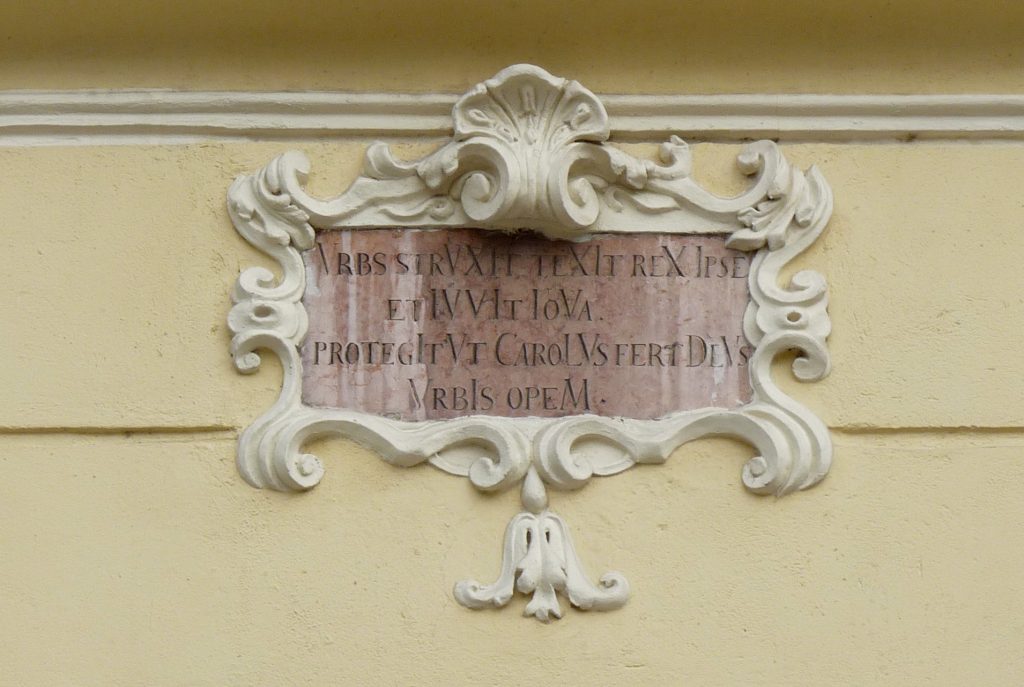 VRBS STRVXIT TEXIT REX IPSE
ET IVVIT IOVA.
PROTEGIT VT CAROLVS FERT DEVS
VRBIS OPEM.